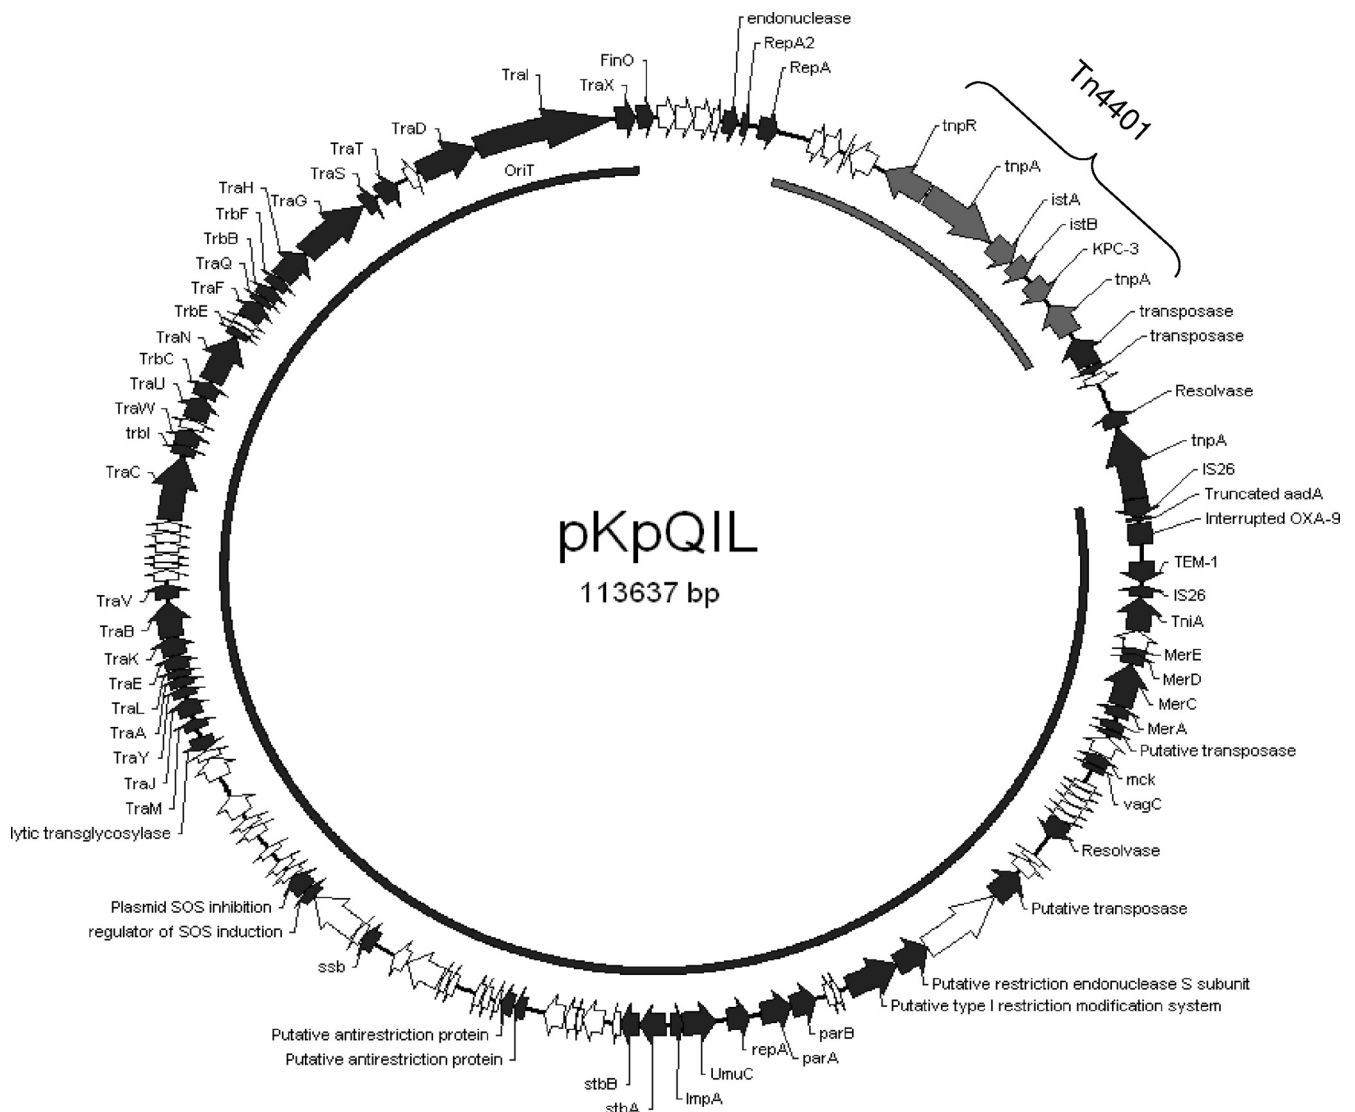 endonuclease
RepA2
RepA
Tn4401
tnpR
tnpA
istA
istB
KPC-3
tnpA
transposase
transposase
Resolvase
tnpA
IS26
Truncated aadA
Interrupted OXA-9
TEM-1
IS26
TniA
MerE
MerD
MerC
MerA
Putative transposase
mck
vagC
Resolvase
Putative transposase
Putative restriction endonuclease S subunit
Putative type I restriction modification system
parB
parA
repA
UmuC
ImpA
stbA
stbB
Putative antirestriction protein
Putative antirestriction protein
ssb
regulator of SOS induction
Plasmid SOS inhibition
lytic transglycosylase
TraM
TraJ
TraY
TraA
TraL
TraE
TraK
TraB
TraV
TraC
trbI
TraW
TraU
TrbC
TraN
TrbE
TraF
TraQ
TrbB
TrbF
TraH
TraG
TraS
TraT
TraD
TraI
TraX
FinO
OriT
pKpQIL
113637 bp